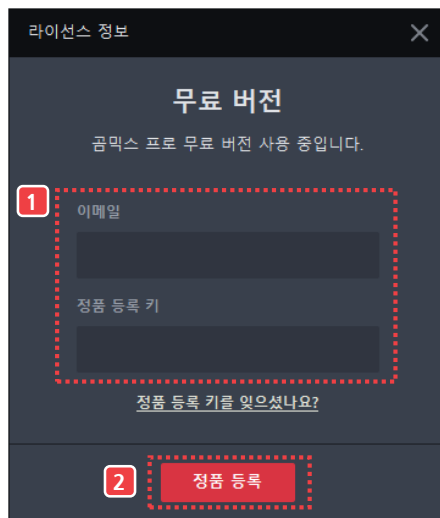 라이선스 정보
무료 버전
곰믹스 프로 무료 버전 사용 중입니다.
1
이메일
정품 등록 키
정품 등록 키를 잊으셨나요?
2
정품 등록